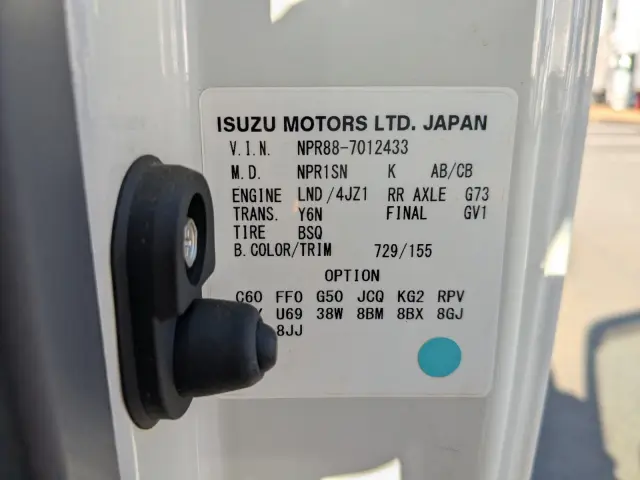 ISUZU MOTORS LTD. JAPAN
V.I.N. NPR88-7012433
M.D. NPR1SN K AB/CB
ENGINE LND/4JZ1 RR AXLE G73
TRANS. Y6N FINAL GV1
TIRE BSQ
B.COLOR/TRIM 729/155
OPTION
C60 FF0 G50 JCQ KG2 RPV
U69 38W 8BM 8BX 8GJ
8JJ